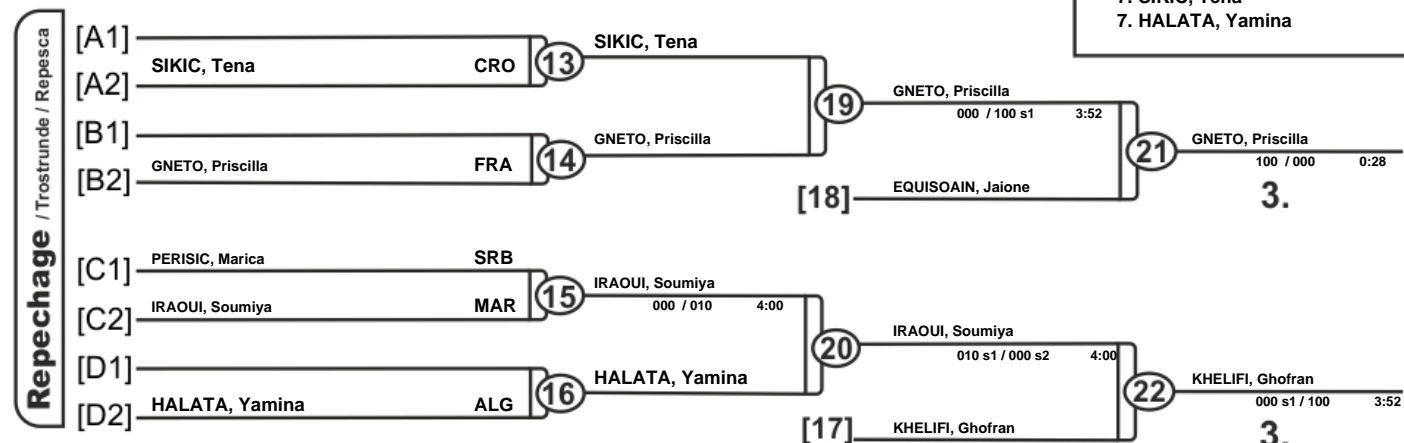 7. SIKIC, Tena
7. HALATA, Yamina
Repechage / Trostrunde / Repesca
[A1]
SIKIC, Tena CRO
[A2]
13
SIKIC, Tena
[B1]
GNETO, Priscilla FRA
[B2]
14
GNETO, Priscilla
19
GNETO, Priscilla
000 / 100 s1 3:52
[18]
EQUISOAIN, Jaione
21
GNETO, Priscilla
100 / 000 0:28
3.
PERISIC, Marica SRB
[C1]
IRAOUI, Soumiya MAR
[C2]
15
IRAOUI, Soumiya
000 / 010 4:00
[D1]
HALATA, Yamina ALG
[D2]
16
HALATA, Yamina
20
IRAOUI, Soumiya
010 s1 / 000 s2 4:00
[17]
KHELIFI, Ghofran
22
KHELIFI, Ghofran
000 s1 / 100 3:52
3.